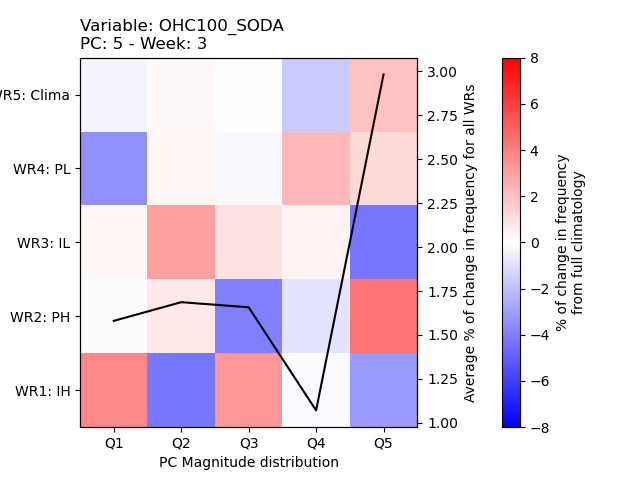 Variable: OHC100_SODA
PC: 5 - Week: 3
WR5: Clima
WR4: PL
WR3: IL
WR2: PH
WR1: IH
Q1 Q2 Q3 Q4 Q5
PC Magnitude distribution
3.00
2.75
2.50
2.25
2.00
1.75
1.50
1.25
1.00
Average % of change in frequency for all WRs
8
6
4
2
0
−2
−4
−6
−8
% of change in frequency
from full climatology